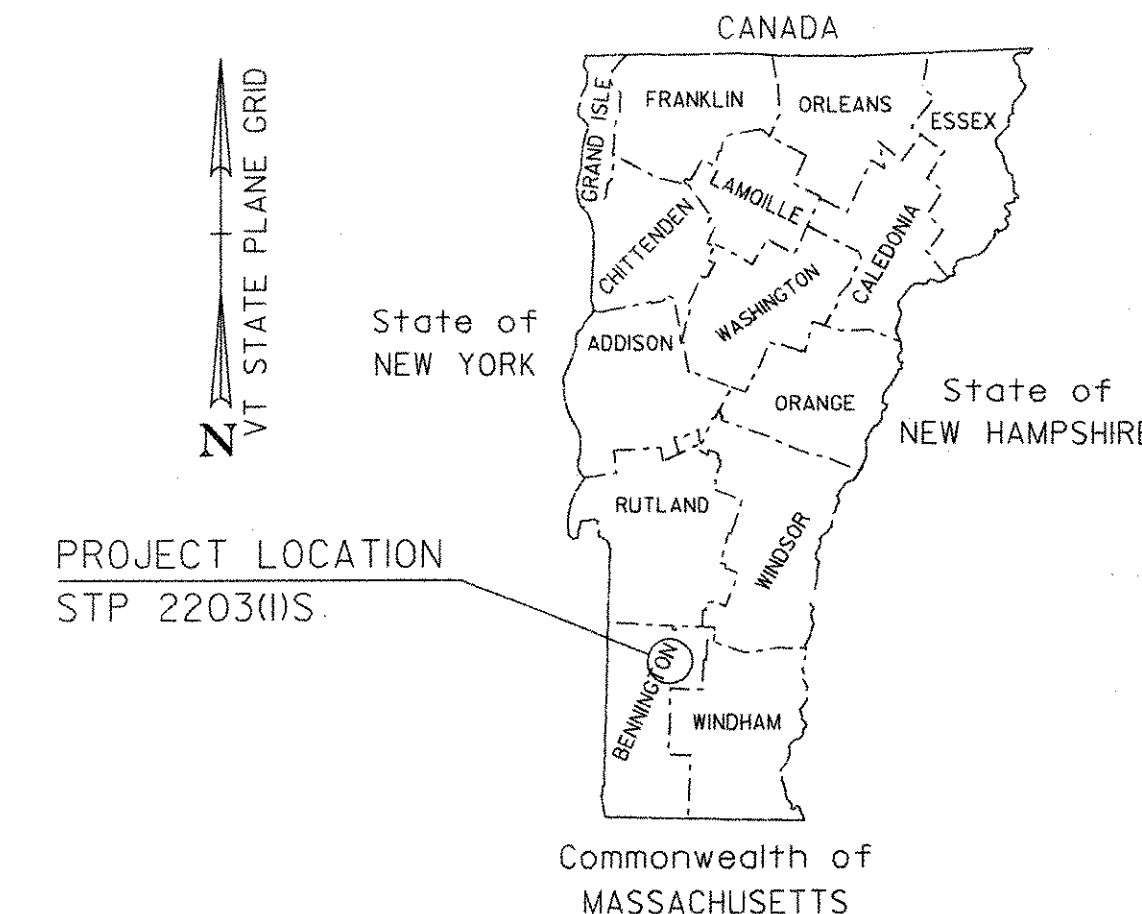 CANADA
VT STATE PLANE GRID
N
GRAND ISLE
FRANKLIN
ORLEANS
ESSEX
LAMOILLE
CHITTENDEN
CALEDONIA
WASHINGTON
State of
NEW YORK
ADDISON
ORANGE
State of
NEW HAMPSHIRE
RUTLAND
WINDSOR
PROJECT LOCATION
STP 2203(1)S
BENNINGTON
WINDHAM
Commonwealth of
MASSACHUSETTS